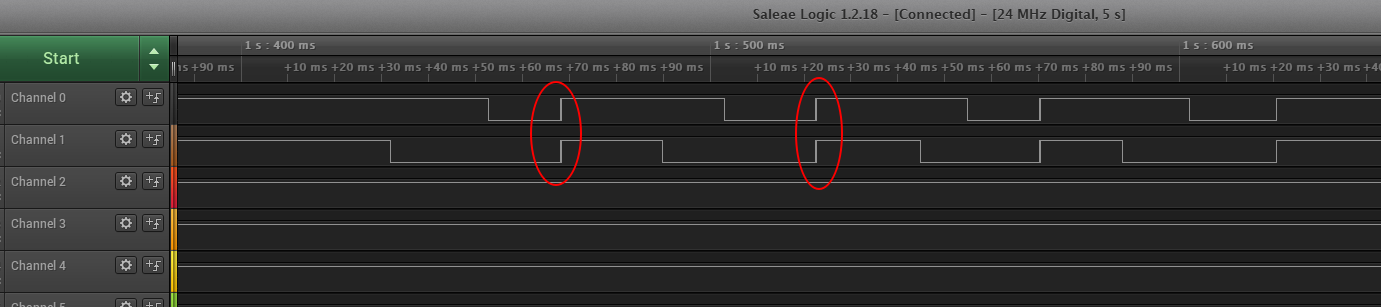 Saleae Logic 1.2.18 – [Connected] – [24 MHz Digital, 5 s]
Start
1 s : 400 ms 1 s : 500 ms 1 s : 600 ms
ms +90 ms +10 ms +20 ms +30 ms +40 ms +50 ms +60 ms +70 ms +80 ms +90 ms +10 ms +20 ms +30 ms +40 ms +50 ms +60 ms +70 ms +80 ms +90 ms +10 ms +20 ms +30 ms +40
Channel 0
Channel 1
Channel 2
Channel 3
Channel 4
Channel 5